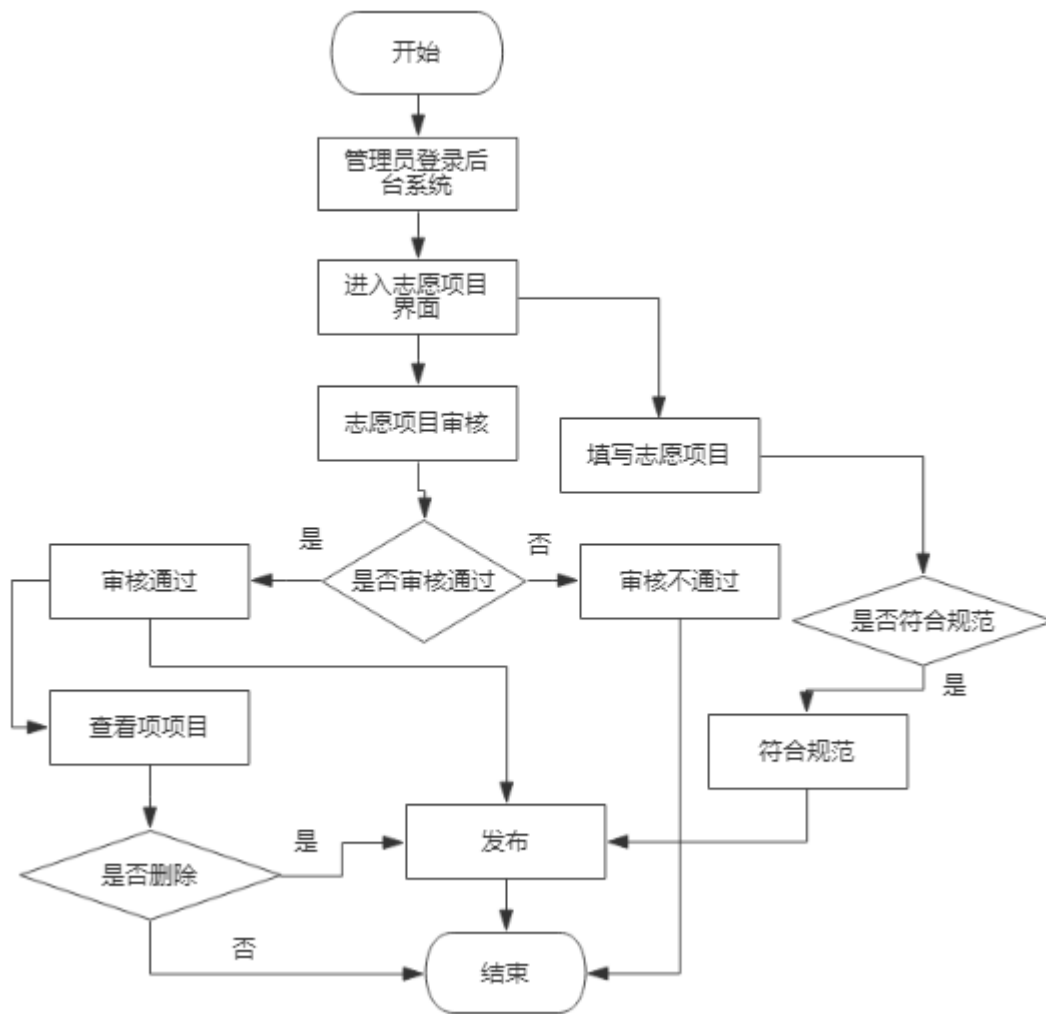 开始
管理员登录后
台系统
进入志愿项目
界面
志愿项目审核
填写志愿项目
是
否
审核通过
是否审核通过
审核不通过
是否符合规范
是
查看项项目
符合规范
是
发布
是否删除
否
结束